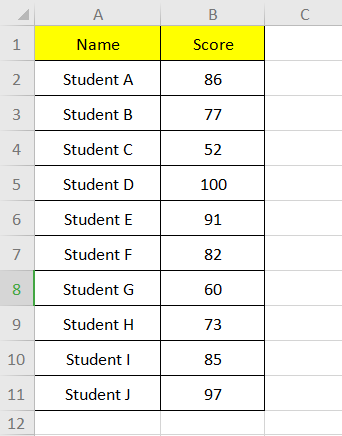 A B C
1 Name Score
2 Student A 86
3 Student B 77
4 Student C 52
5 Student D 100
6 Student E 91
7 Student F 82
8 Student G 60
9 Student H 73
10 Student I 85
11 Student J 97
12